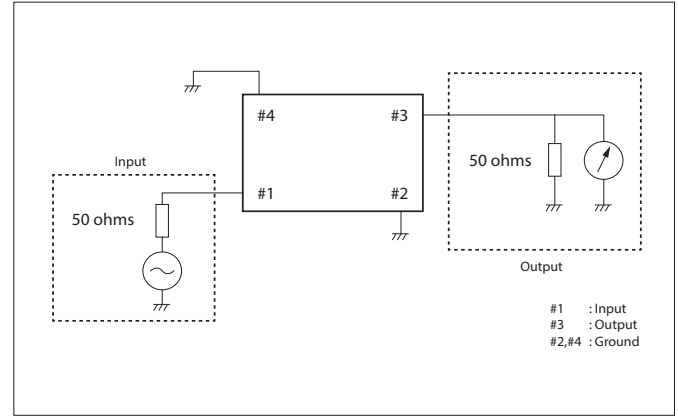 #4 #3
50 ohms
Input
#1 #2
50 ohms
Output
#1 : Input
#3 : Output
#2,#4 : Ground